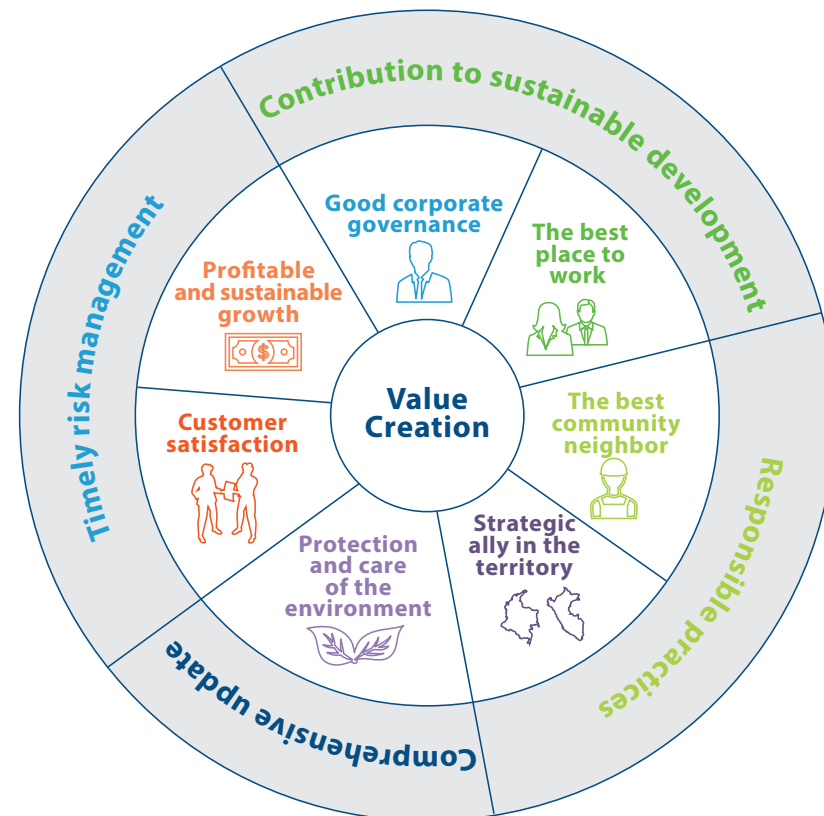 Contribution to sustainable development
Good corporate
governance
The best
place to
work
Profitable
and sustainable
growth
$
Timely risk management
Value
Creation
The best
community
neighbor
Customer
satisfaction
Responsible practices
Strategic
ally in the
territory
Protection
and care
of the
environment
Comprehensive update